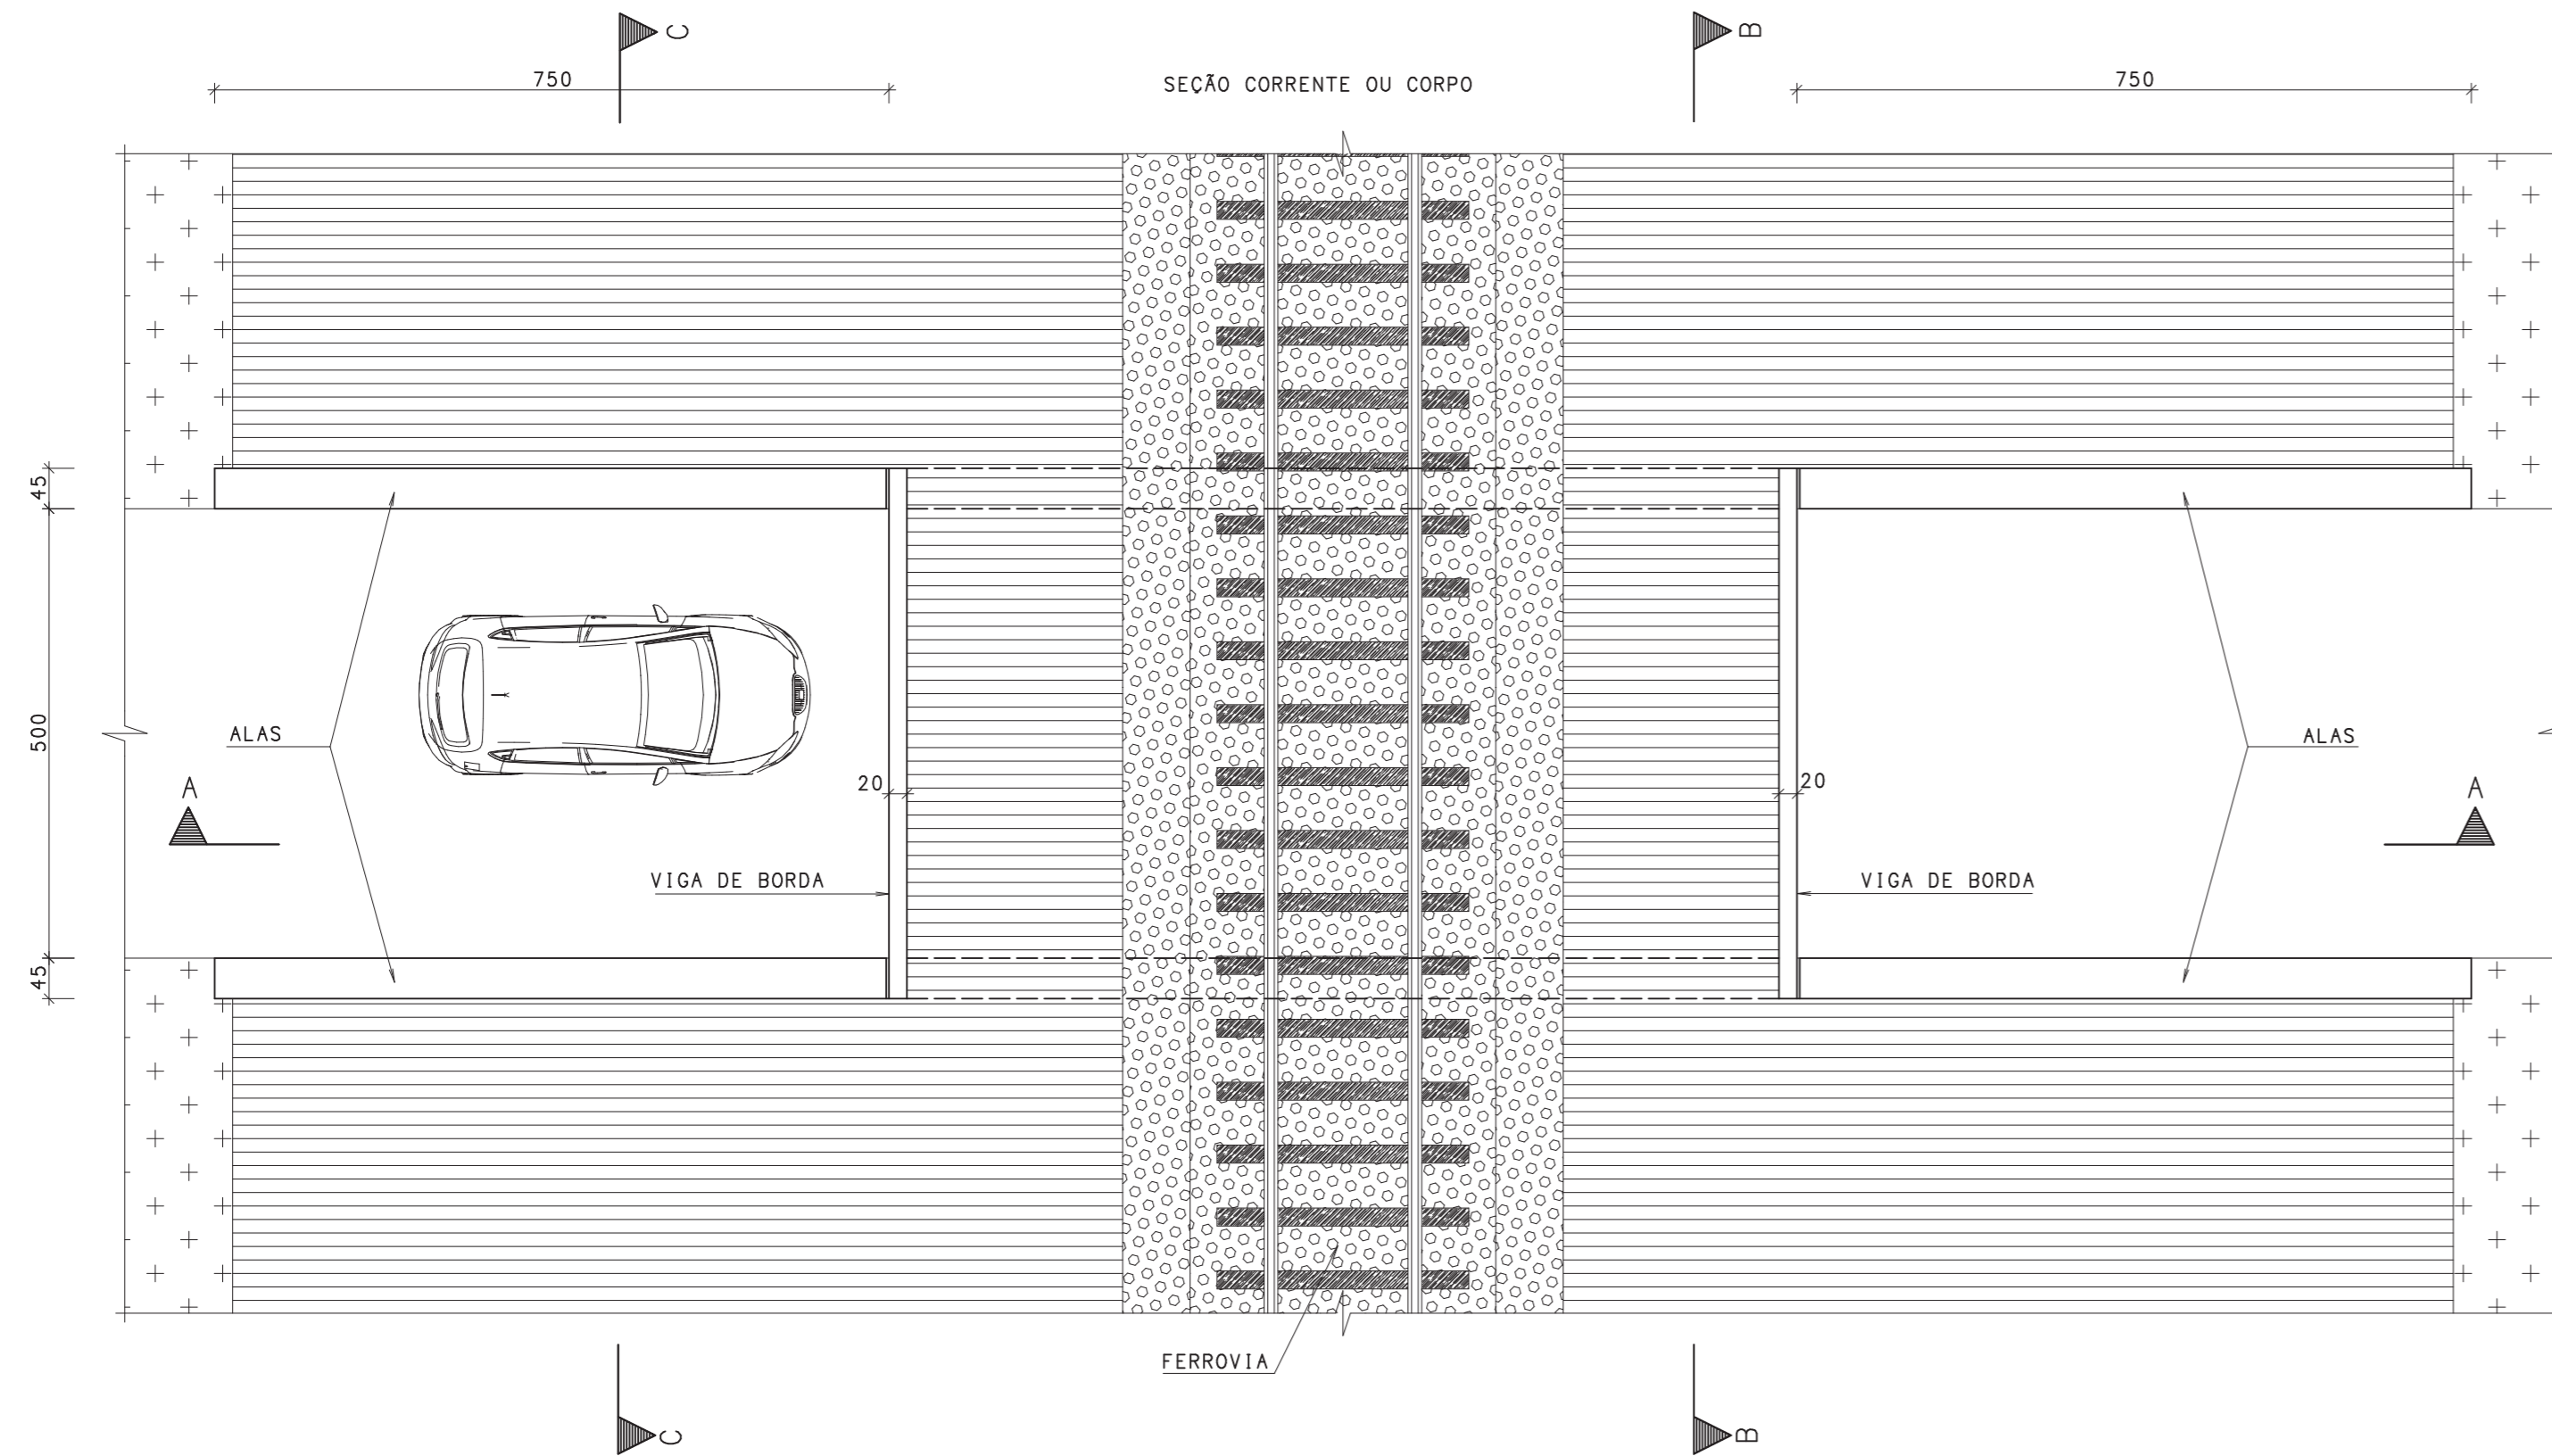 C
B
750
SEÇÃO CORRENTE OU CORPO
750
45
500
ALAS
ALAS
A
20
20
A
VIGA DE BORDA
VIGA DE BORDA
45
FERROVIA
C
B